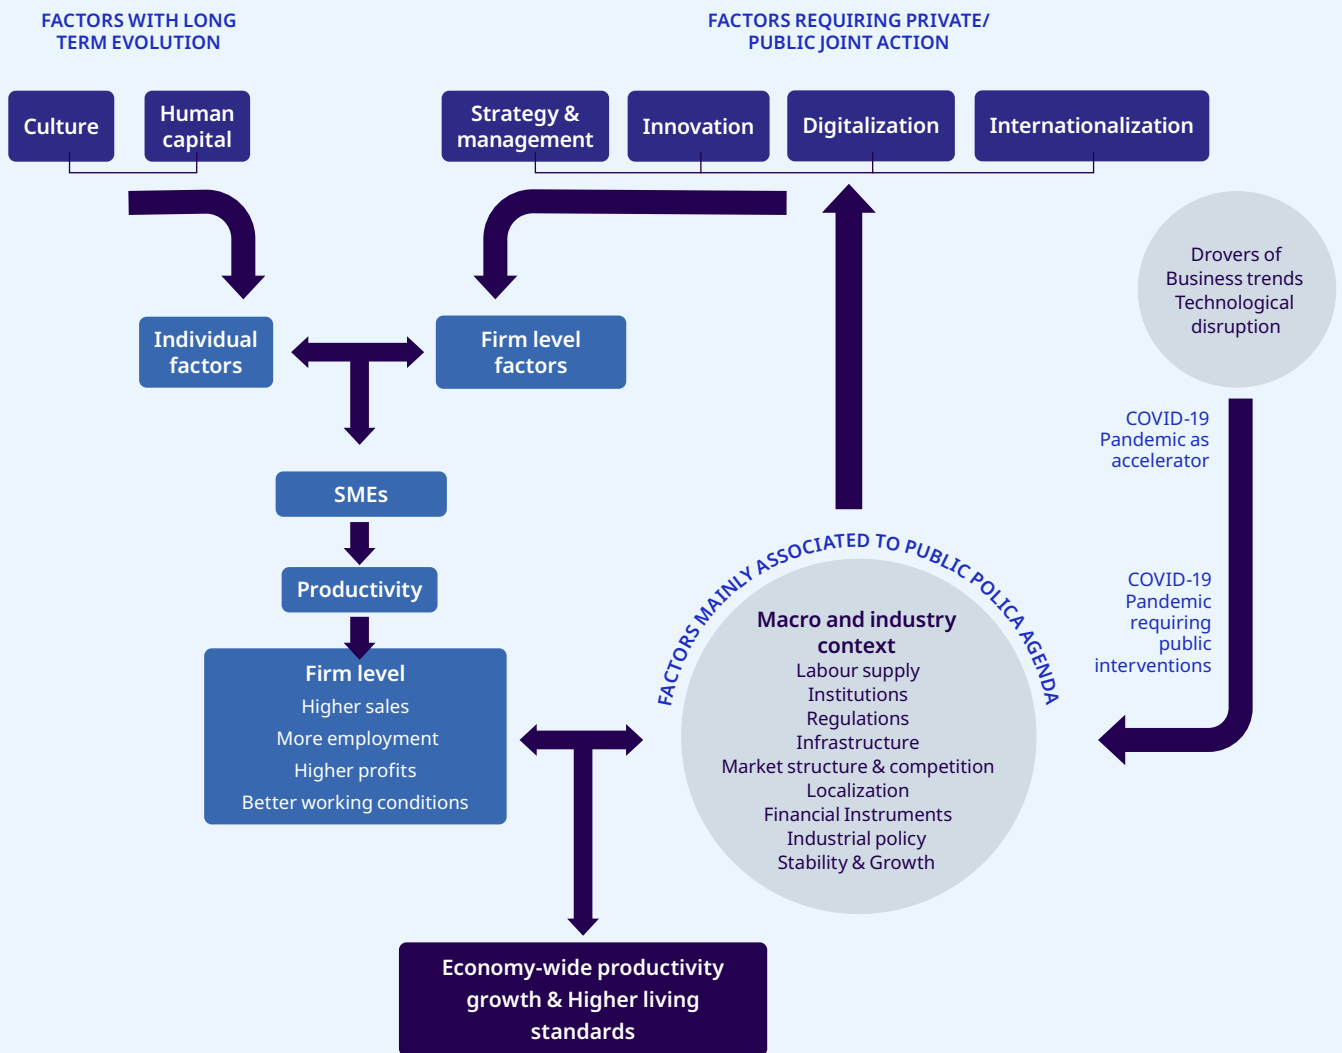 FACTORS WITH LONG
TERM EVOLUTION
FACTORS REQUIRING PRIVATE/
PUBLIC JOINT ACTION
Culture
Human
capital
Strategy &
management
Innovation
Digitalization
Internationalization
Drovers of
Business trends
Technological
disruption
Individual
factors
Firm level
factors
COVID-19
Pandemic as
accelerator
SMEs
Productivity
COVID-19
Pandemic
requiring
public
interventions
FACTORS MAINLY ASSOCIATED TO PUBLIC POLICA AGENDA
Macro and industry
context
Labour supply
Institutions
Regulations
Infrastructure
Market structure & competition
Localization
Financial Instruments
Industrial policy
Stability & Growth
Firm level
Higher sales
More employment
Higher profits
Better working conditions
Economy-wide productivity
growth & Higher living
standards